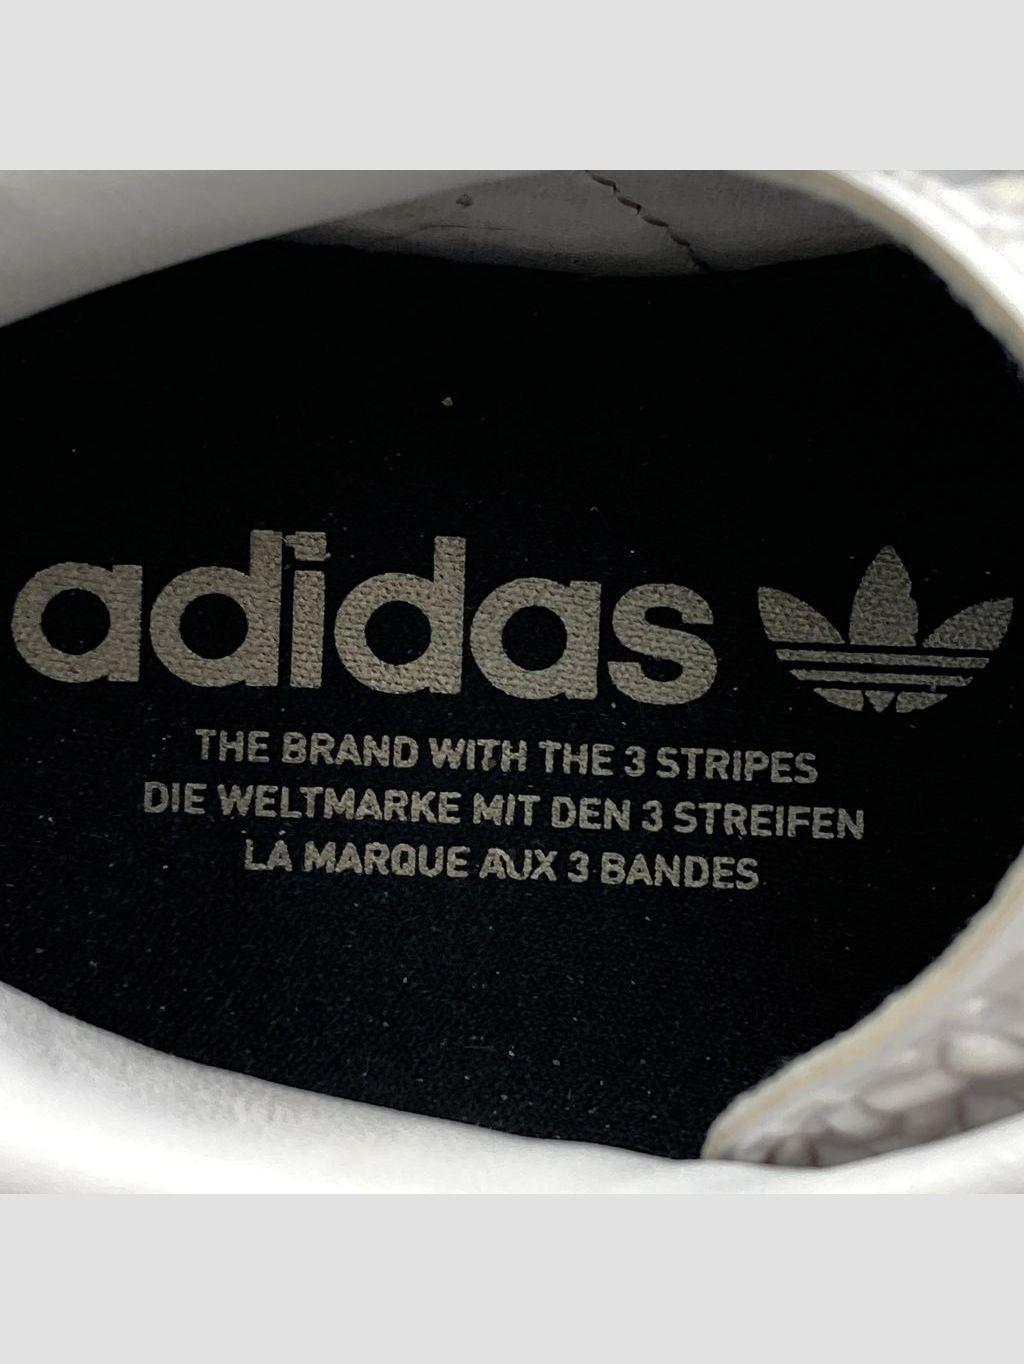 adidas
THE BRAND WITH THE 3 STRIPES
DIE WELTMARKE MIT DEN 3 STREIFEN
LA MARQUE AUX 3 BANDES